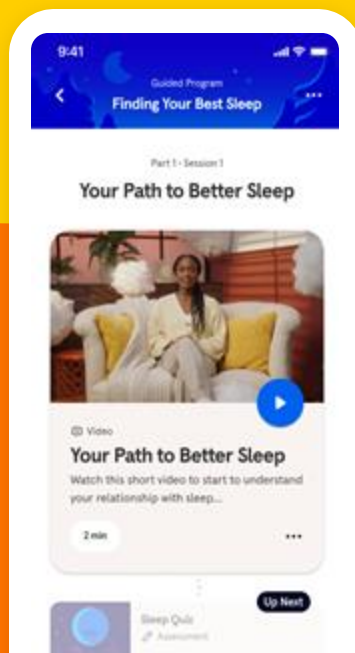 9:41
Guided Program
Finding Your Best Sleep
Part 1 · Session 1
Your Path to Better Sleep
Video
Your Path to Better Sleep
Watch this short video to start to understand
your relationship with sleep...
2 min
Up Next
Sleep Quiz
Assessment